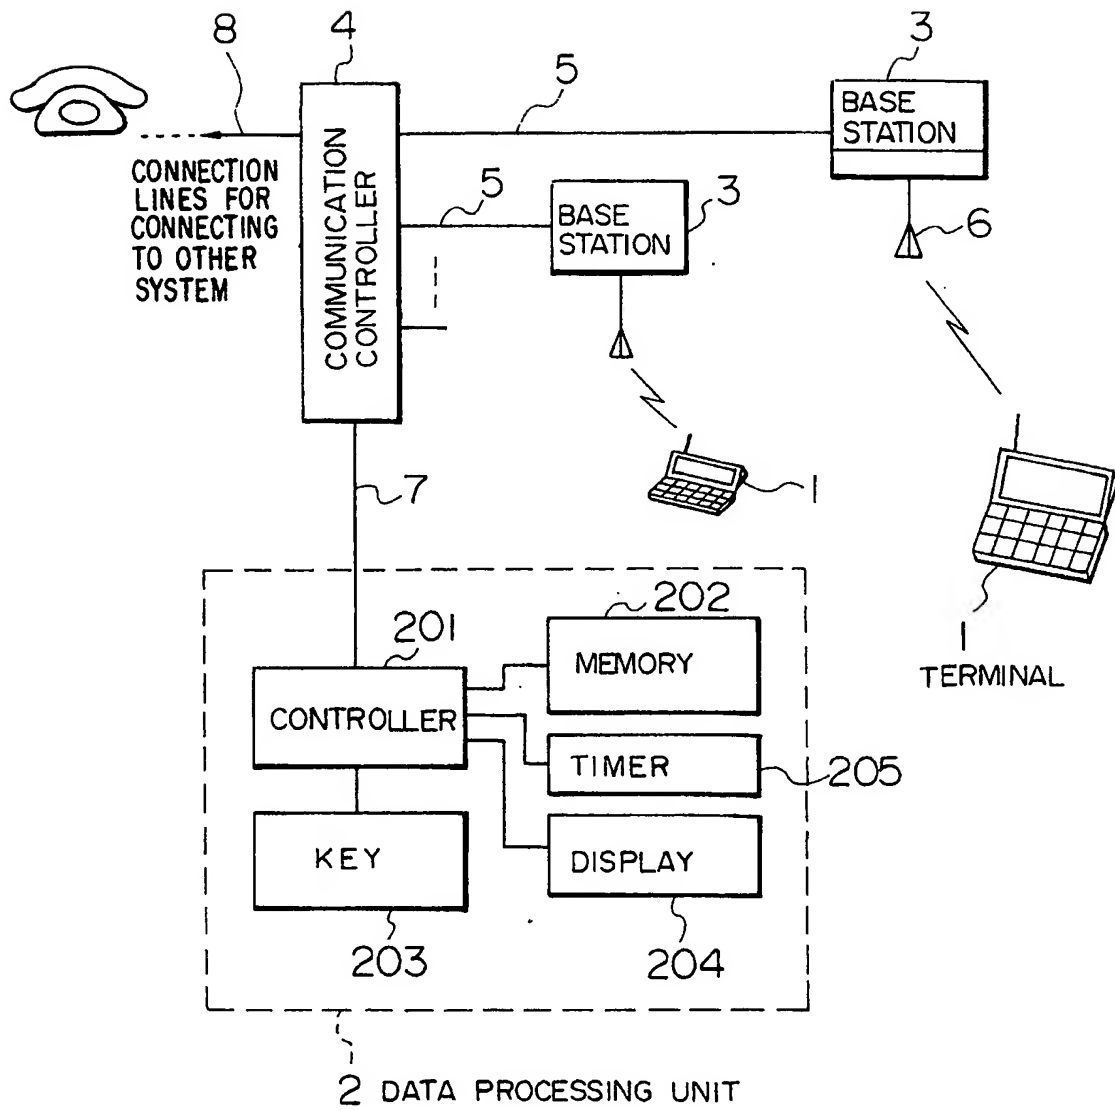 8
4
5
3
BASE
STATION
CONNECTION
LINES FOR
CONNECTING
TO OTHER
SYSTEM
COMMUNICATION
CONTROLLER
5
3
BASE
STATION
6
7
1
1
TERMINAL
201
202
CONTROLLER
MEMORY
TIMER
205
KEY
DISPLAY
203
204
2 DATA PROCESSING UNIT